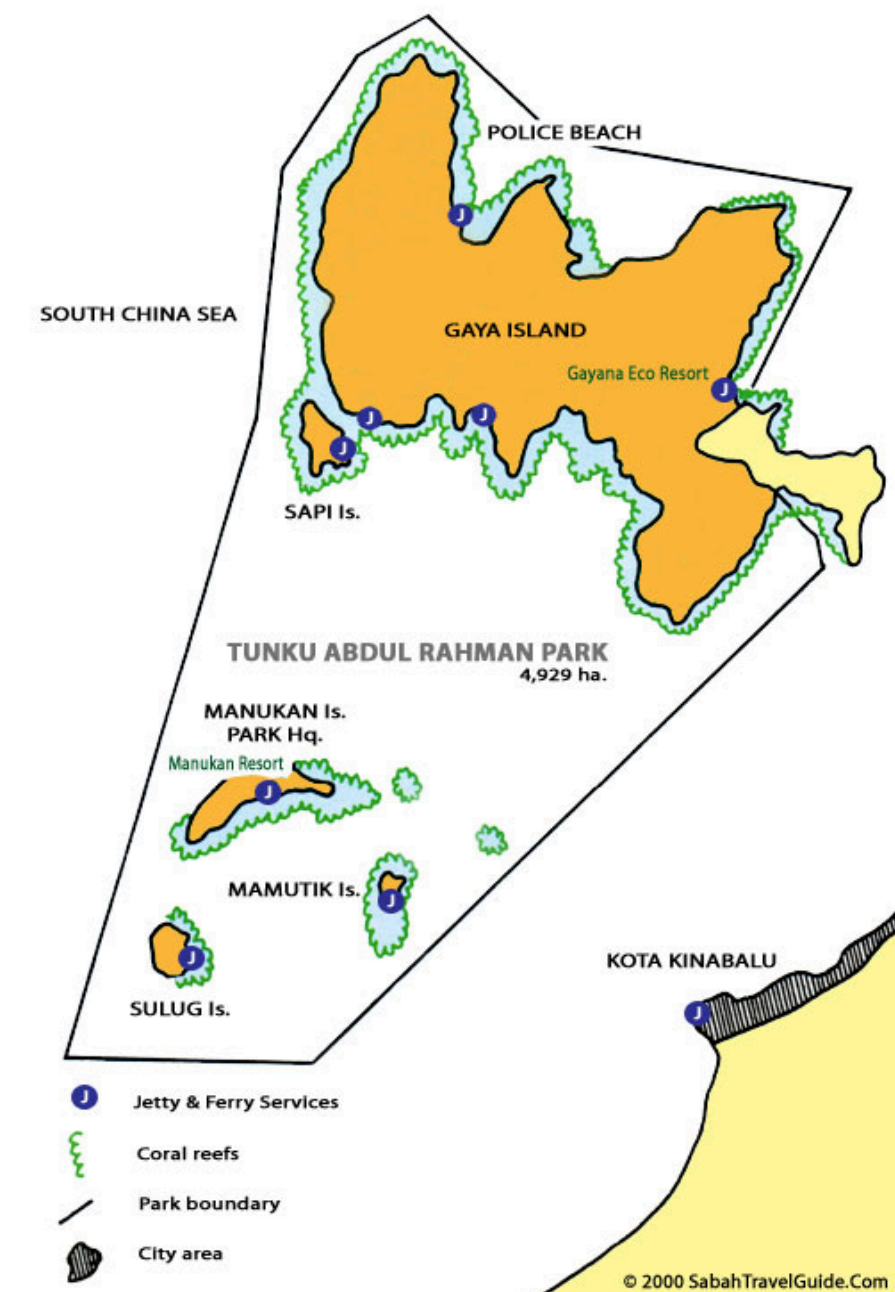 POLICE BEACH
J
SOUTH CHINA SEA
GAYA ISLAND
Gayana Eco Resort
J
J
J
J
SAPI Is.
TUNKU ABDUL RAHMAN PARK
4,929 ha.
MANUKAN Is.
PARK Hq.
Manukan Resort
J
MAMUTIK Is.
J
J
SULUG Is.
KOTA KINABALU
J
J Jetty & Ferry Services
Coral reefs
Park boundary
City area
© 2000 SabahTravelGuide.Com